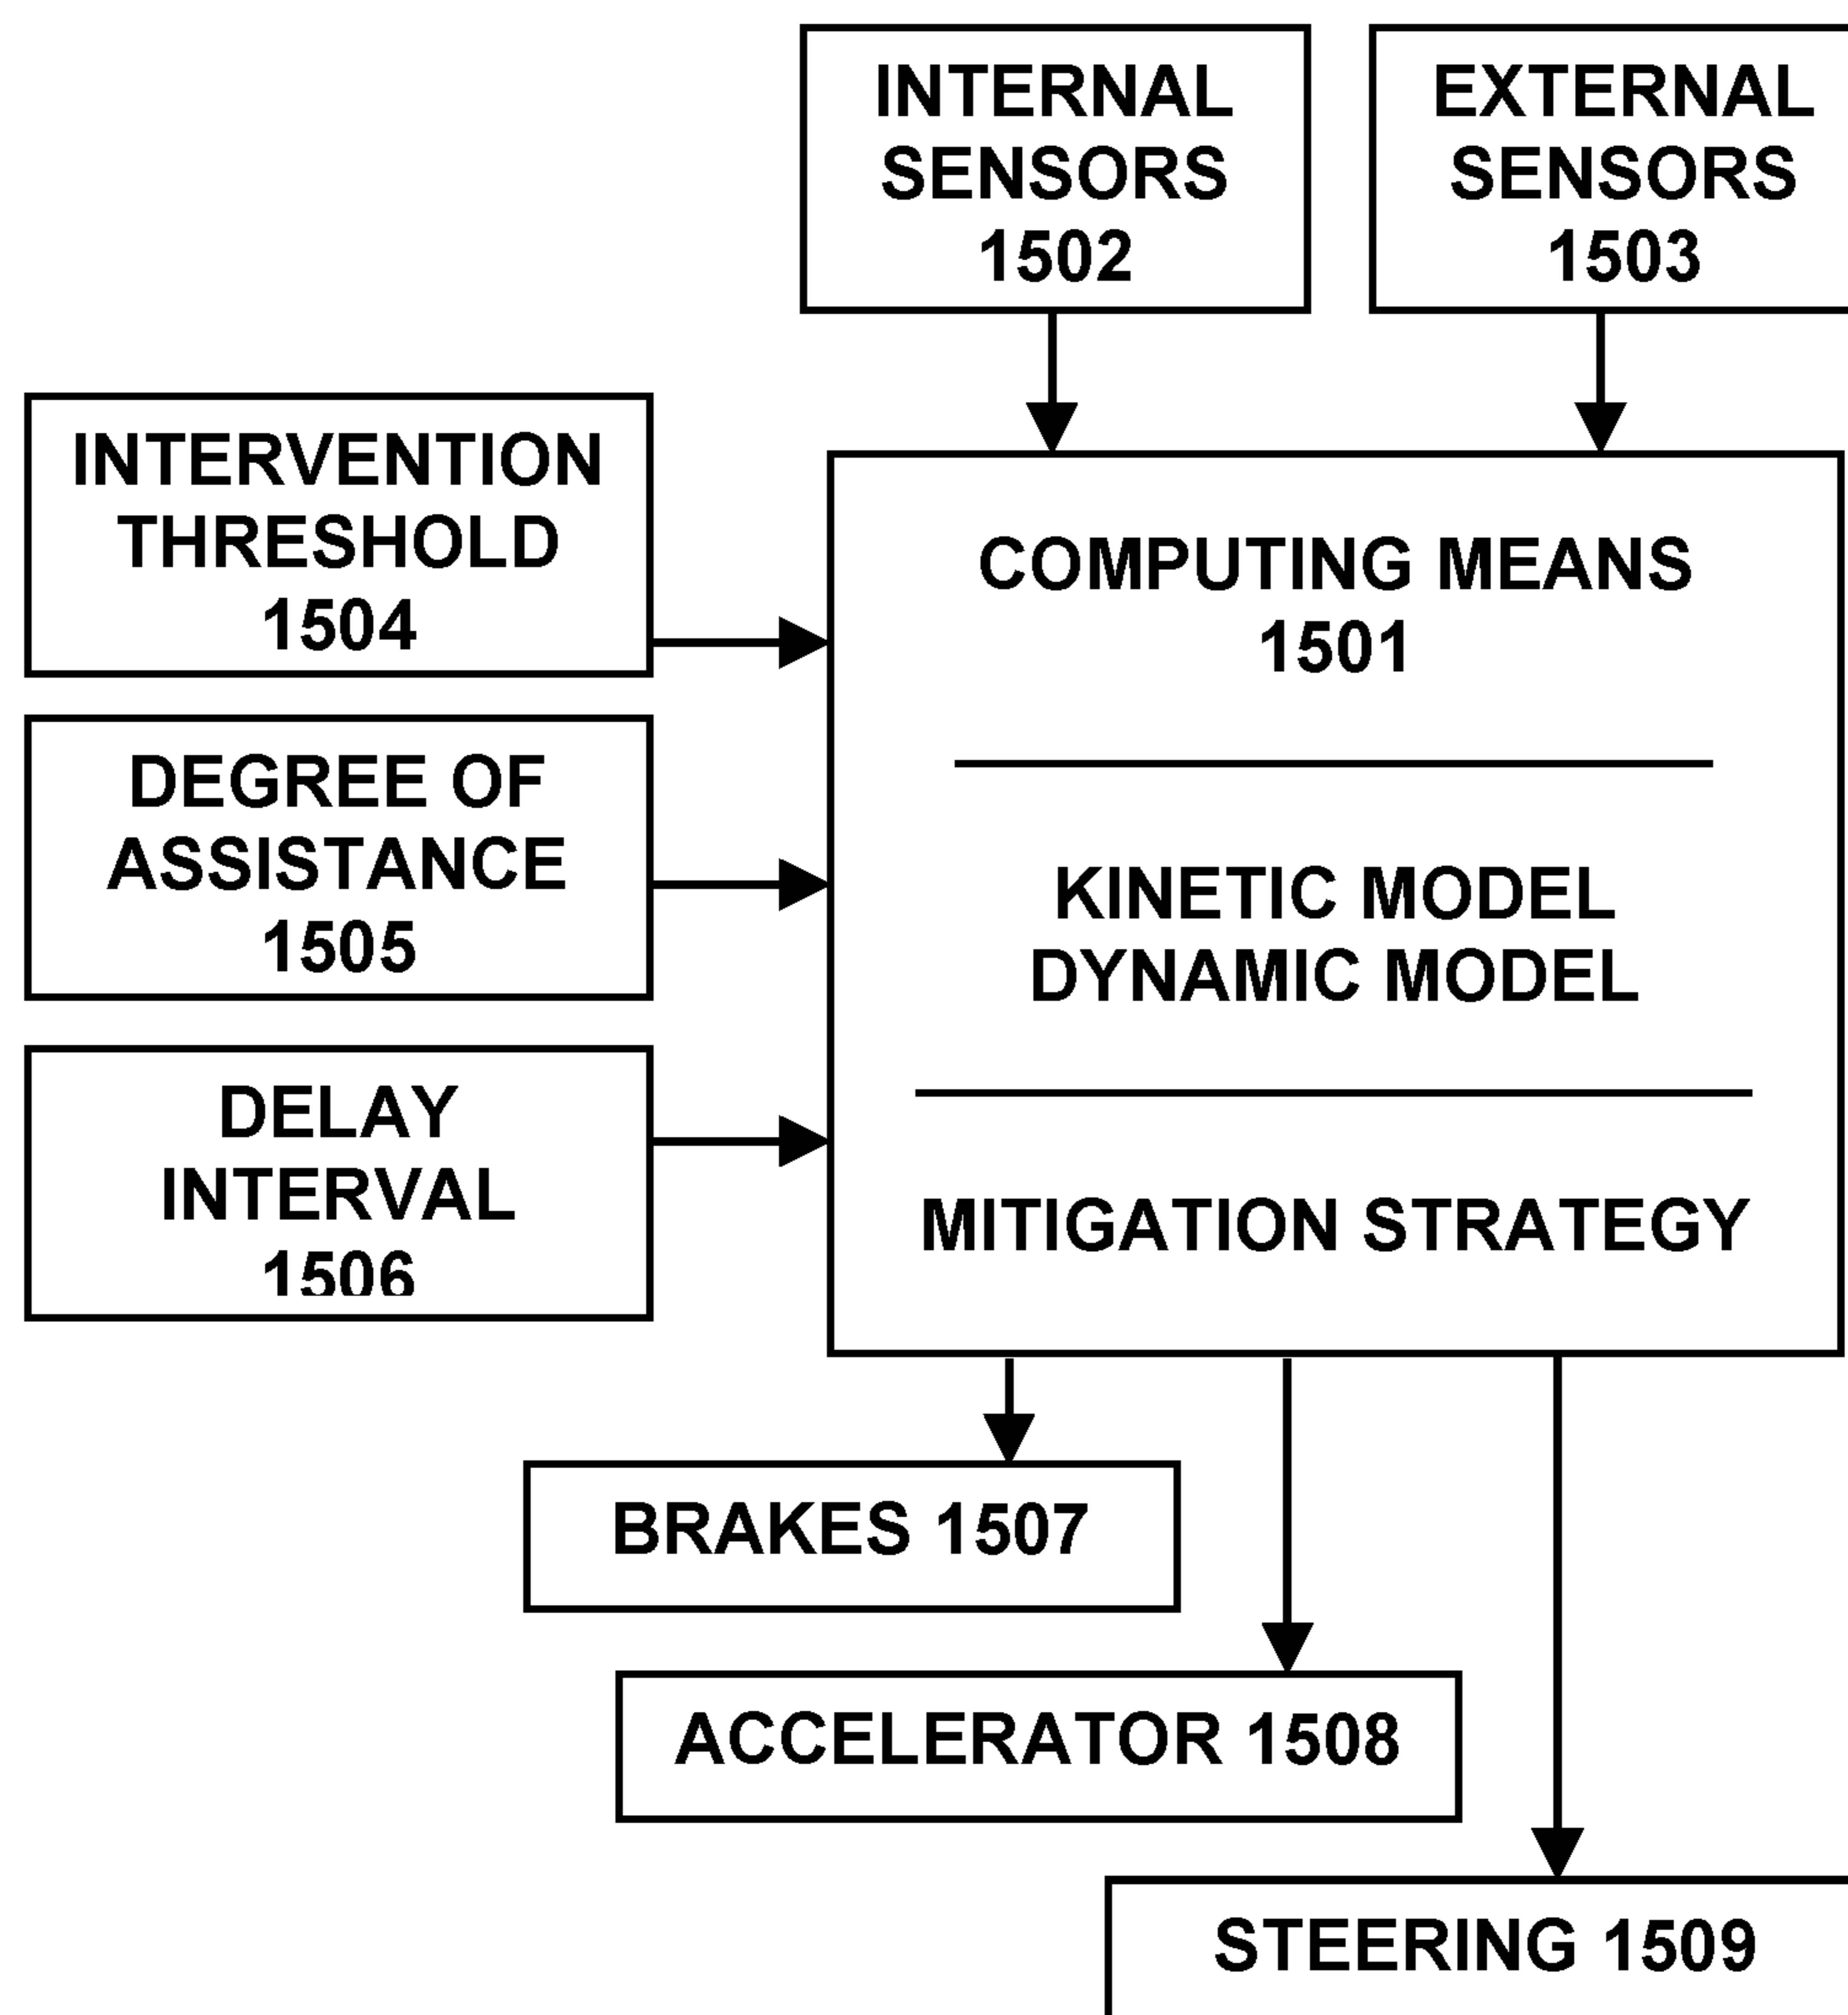 INTERNAL
SENSORS
1502
EXTERNAL
SENSORS
1503
INTERVENTION
THRESHOLD
1504
DEGREE OF
ASSISTANCE
1505
DELAY
INTERVAL
1506
COMPUTING MEANS
1501
KINETIC MODEL
DYNAMIC MODEL
MITIGATION STRATEGY
BRAKES 1507
ACCELERATOR 1508
STEERING 1509